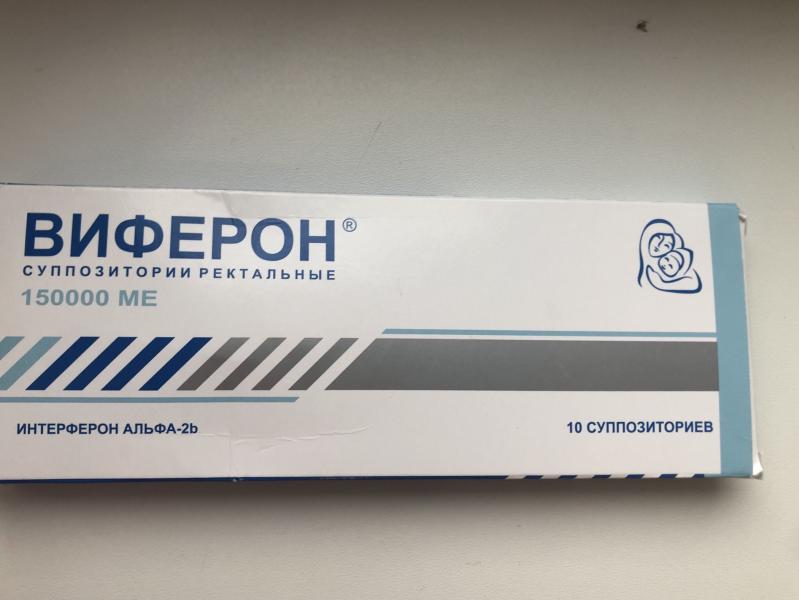 ВИФЕРОН®
СУППОЗИТОРИИ РЕКТАЛЬНЫЕ
150000 МЕ
ИНТЕРФЕРОН АЛЬФА-2b
10 СУППОЗИТОРИЕВ